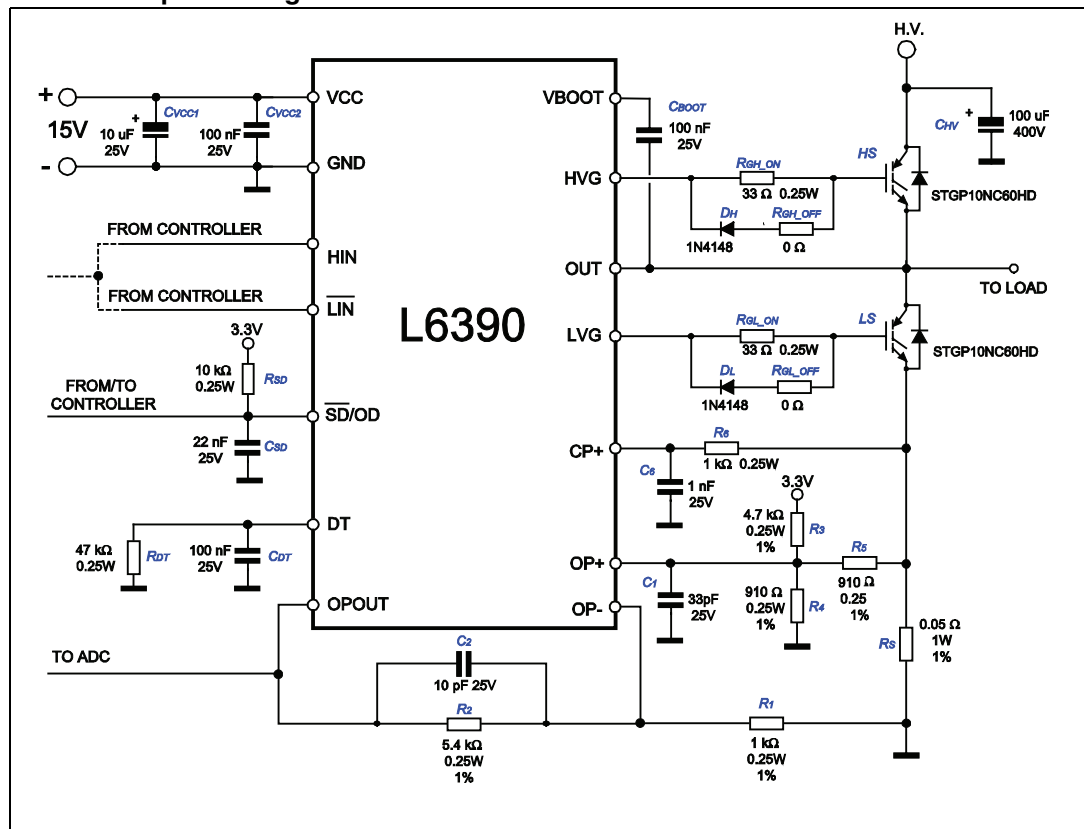 H.V.
+
15V
-
CVCC1
+
10 uF
25V
CVCC2
100 nF
25V
VCC
GND
VBOOT
CBOOT
100 nF
25V
CHV
+
100 uF
400V
HVG
RGH_ON
33 Ω 0.25W
DH
1N4148
RGH_OFF
0 Ω
HS
STGP10NC60HD
FROM CONTROLLER
HIN
FROM CONTROLLER
LIN
L6390
OUT
TO LOAD
LVG
RGL_ON
33 Ω 0.25W
DL
1N4148
RGL_OFF
0 Ω
LS
STGP10NC60HD
3.3V
10 kΩ
0.25W
RSD
FROM/TO
CONTROLLER
SD/OD
22 nF
25V
CSD
CP+
R6
1 kΩ 0.25W
C6
1 nF
25V
3.3V
4.7 kΩ
0.25W
1%
R3
DT
47 kΩ
0.25W
RDT
100 nF
25V
CDT
OP+
C1
33pF
25V
R5
910 Ω
0.25
1%
910 Ω
0.25W
1%
R4
OPOUT
OP-
RS
0.05 Ω
1W
1%
TO ADC
C2
10 pF 25V
R2
5.4 kΩ
0.25W
1%
R1
1 kΩ
0.25W
1%